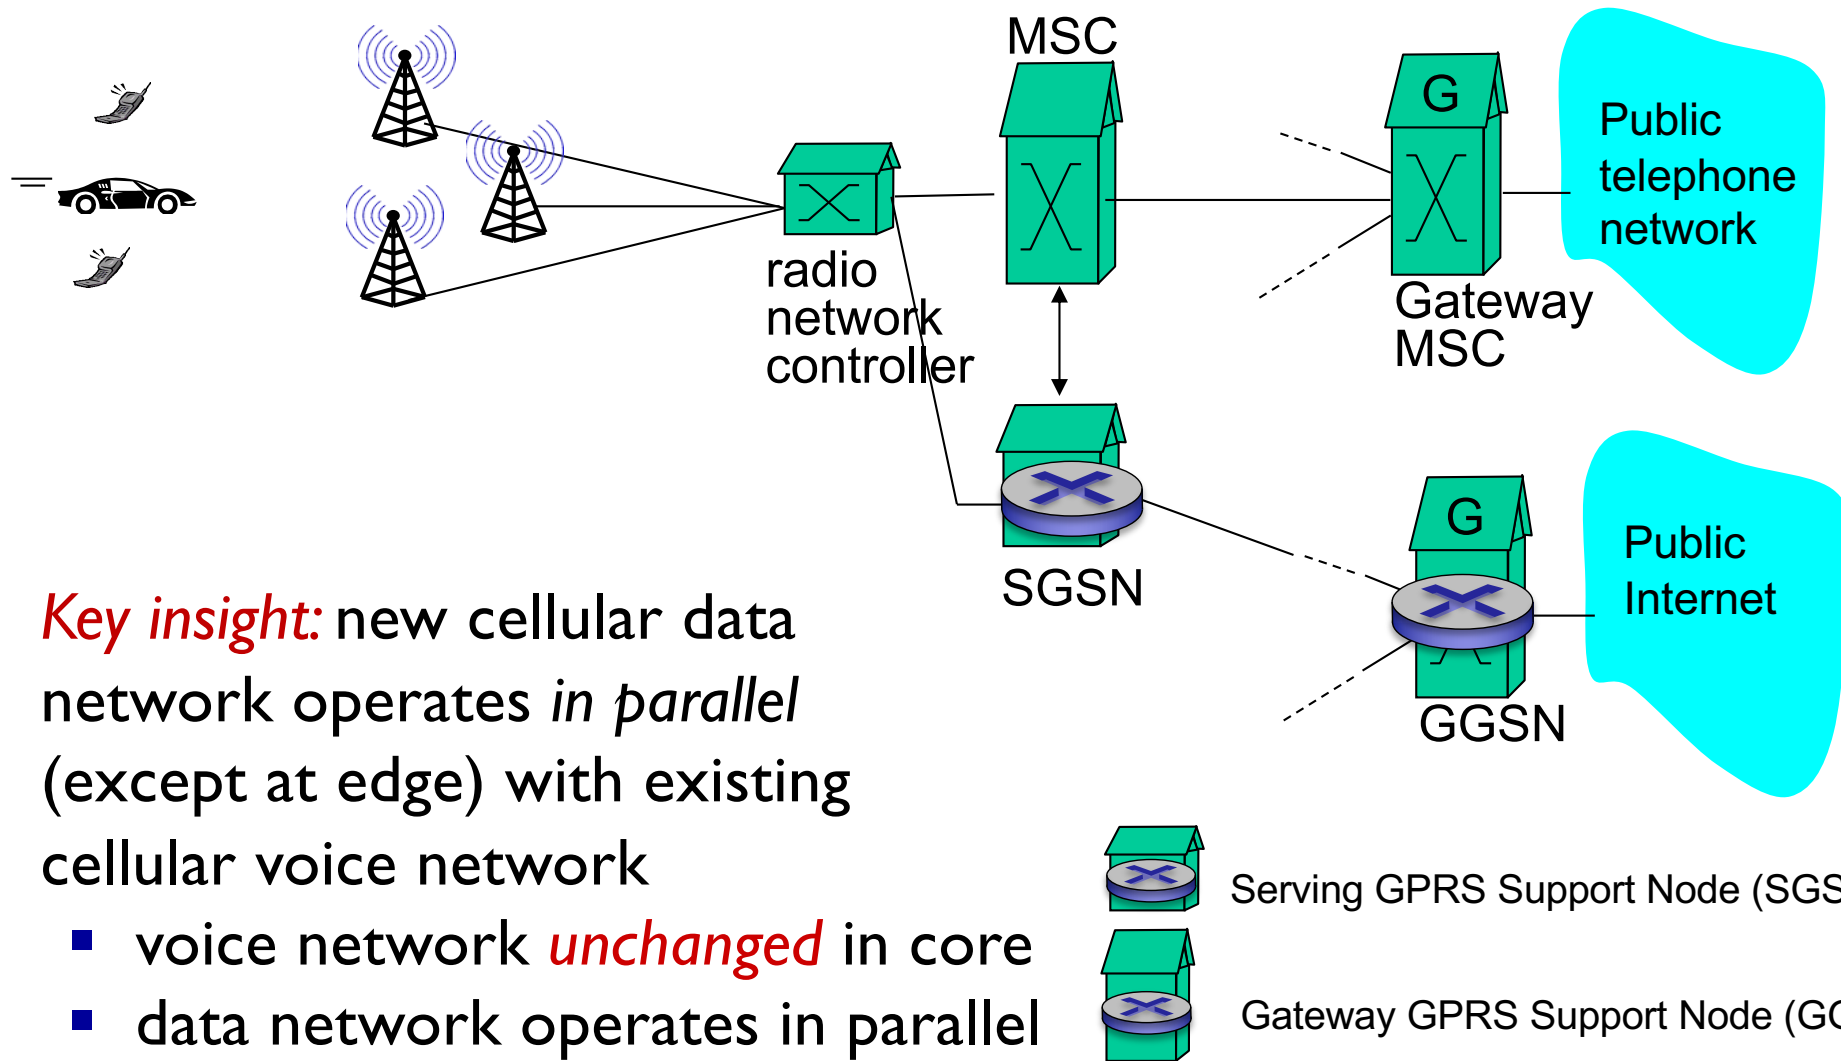 MSC
G
Public
telephone
network
radio
network
controller
Gateway
MSC
SGSN
G
Public
Internet
GGSN
Key insight: new cellular data
network operates in parallel
(except at edge) with existing
cellular voice network
voice network unchanged in core
data network operates in parallel
Serving GPRS Support Node (SGS
Gateway GPRS Support Node (GG